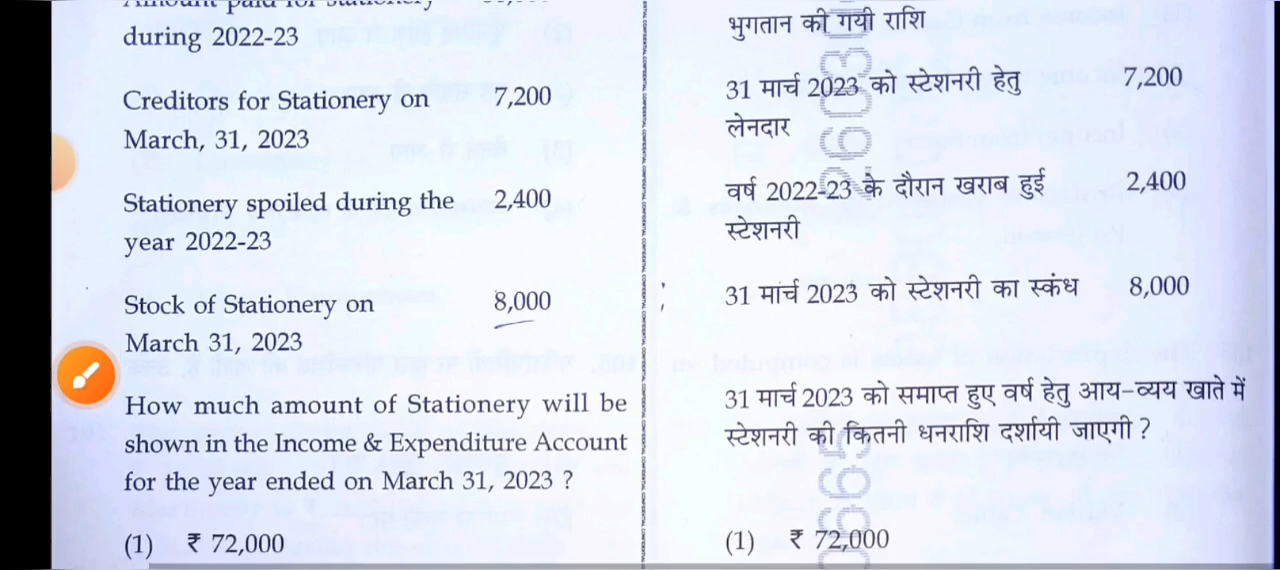 during 2022-23
Creditors for Stationery on 7,200
March, 31, 2023
Stationery spoiled during the 2,400
year 2022-23
Stock of Stationery on 8,000
March 31, 2023
How much amount of Stationery will be
shown in the Income & Expenditure Account
for the year ended on March 31, 2023 ?
(1) ₹ 72,000
भुगतान की गयी राशि
31 मार्च 2023 को स्टेशनरी हेतु 7,200
लेनदार
वर्ष 2022-23 के दौरान खराब हुई 2,400
स्टेशनरी
31 मार्च 2023 को स्टेशनरी का स्कंध 8,000
31 मार्च 2023 को समाप्त हुए वर्ष हेतु आय-व्यय खाते में
स्टेशनरी की कितनी धनराशि दर्शायी जाएगी ?
(1) ₹ 72,000